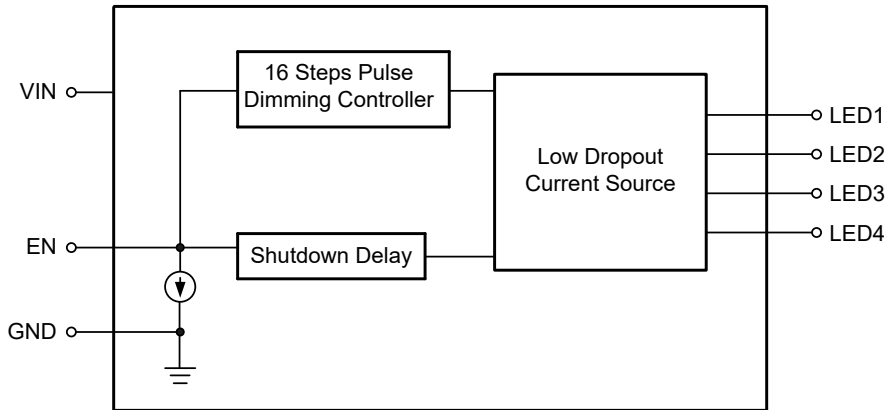 16 Steps Pulse
Dimming Controller
VIN
LED1
LED2
Low Dropout
Current Source
LED3
LED4
EN
Shutdown Delay
GND